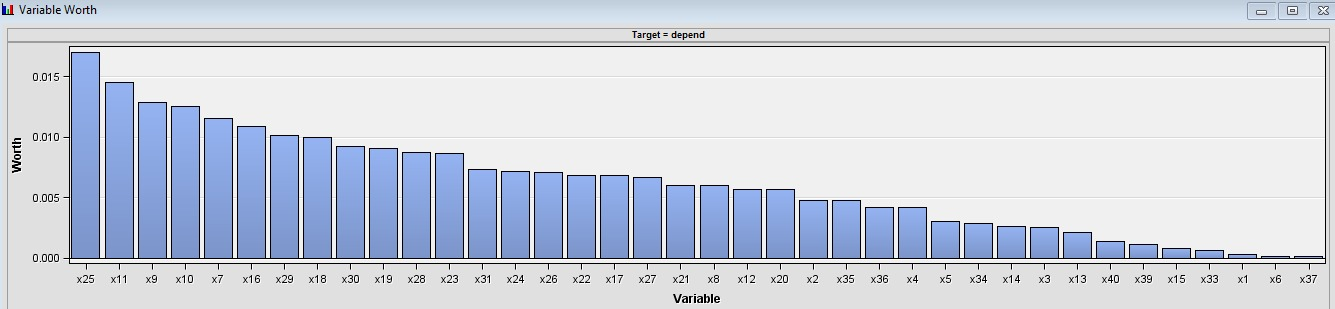 Variable Worth
Target = depend
Worth
0.015
0.010
0.005
0.000
x25 x11 x9 x10 x7 x16 x29 x18 x30 x19 x28 x23 x31 x24 x26 x22 x17 x27 x21 x8 x12 x20 x2 x35 x36 x4 x5 x34 x14 x3 x13 x40 x39 x15 x33 x1 x6 x37
Variable